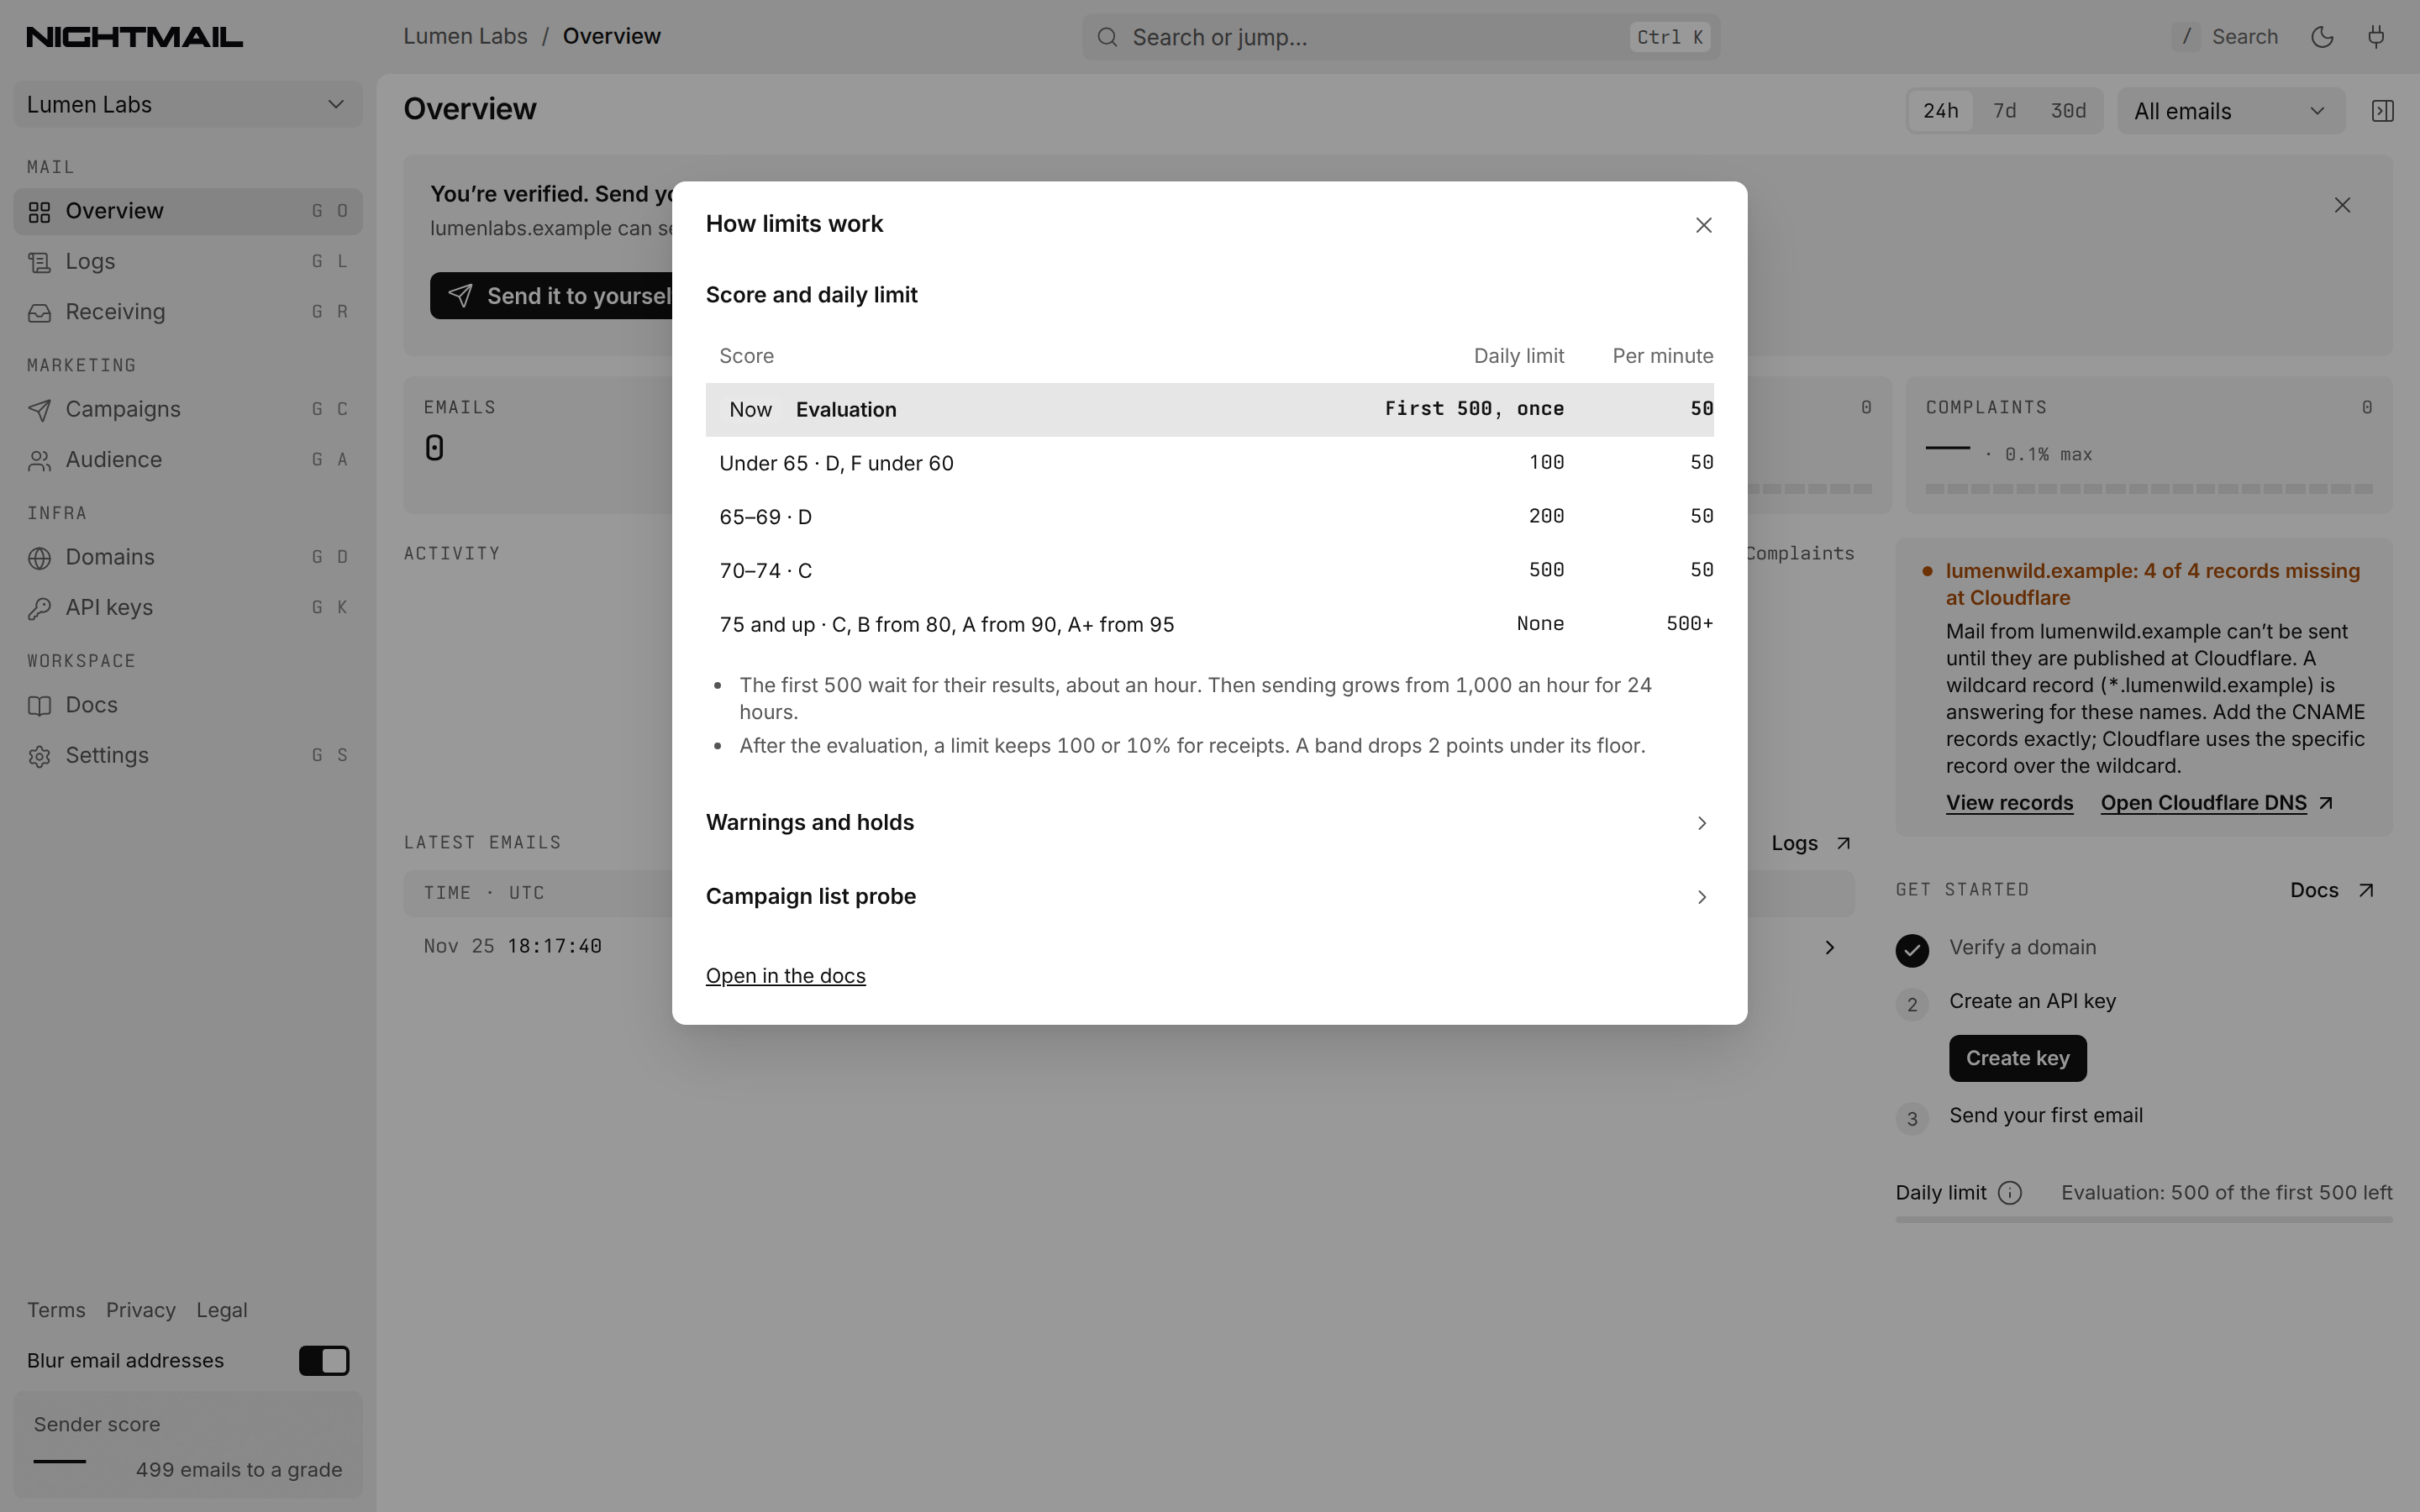 NIGHTMAIL
Lumen Labs / Overview
Search or jump... Ctrl K
/ Search
Lumen Labs
MAIL
Overview G O
Logs G L
Receiving G R
MARKETING
Campaigns G C
Audience G A
INFRA
Domains G D
API keys G K
WORKSPACE
Docs
Settings G S
Terms Privacy Legal
Blur email addresses
Sender score
499 emails to a grade
Overview
24h 7d 30d All emails
You’re verified. Send
lumenlabs.example can
Send it to
EMAILS
0
0
COMPLAINTS 0
· 0.1% max
ACTIVITY
Complaints
LATEST EMAILS
Logs
TIME · UTC
Nov 25 18:17:40
How limits work
Score and daily limit
Score Daily limit Per minute
Now Evaluation First 500, once 50
Under 65 · D, F under 60 100 50
65–69 · D 200 50
70–74 · C 500 50
75 and up · C, B from 80, A from 90, A+ from 95 None 500+
• The first 500 wait for their results, about an hour. Then sending grows from 1,000 an hour for 24
hours.
• After the evaluation, a limit keeps 100 or 10% for receipts. A band drops 2 points under its floor.
Warnings and holds
Campaign list probe
Open in the docs
lumenwild.example: 4 of 4 records missing
at Cloudflare
Mail from lumenwild.example can’t be sent
until they are published at Cloudflare. A
wildcard record (*.lumenwild.example) is
answering for these names. Add the CNAME
records exactly; Cloudflare uses the specific
record over the wildcard.
View records Open Cloudflare DNS
GET STARTED Docs
Verify a domain
2 Create an API key
Create key
3 Send your first email
Daily limit Evaluation: 500 of the first 500 left